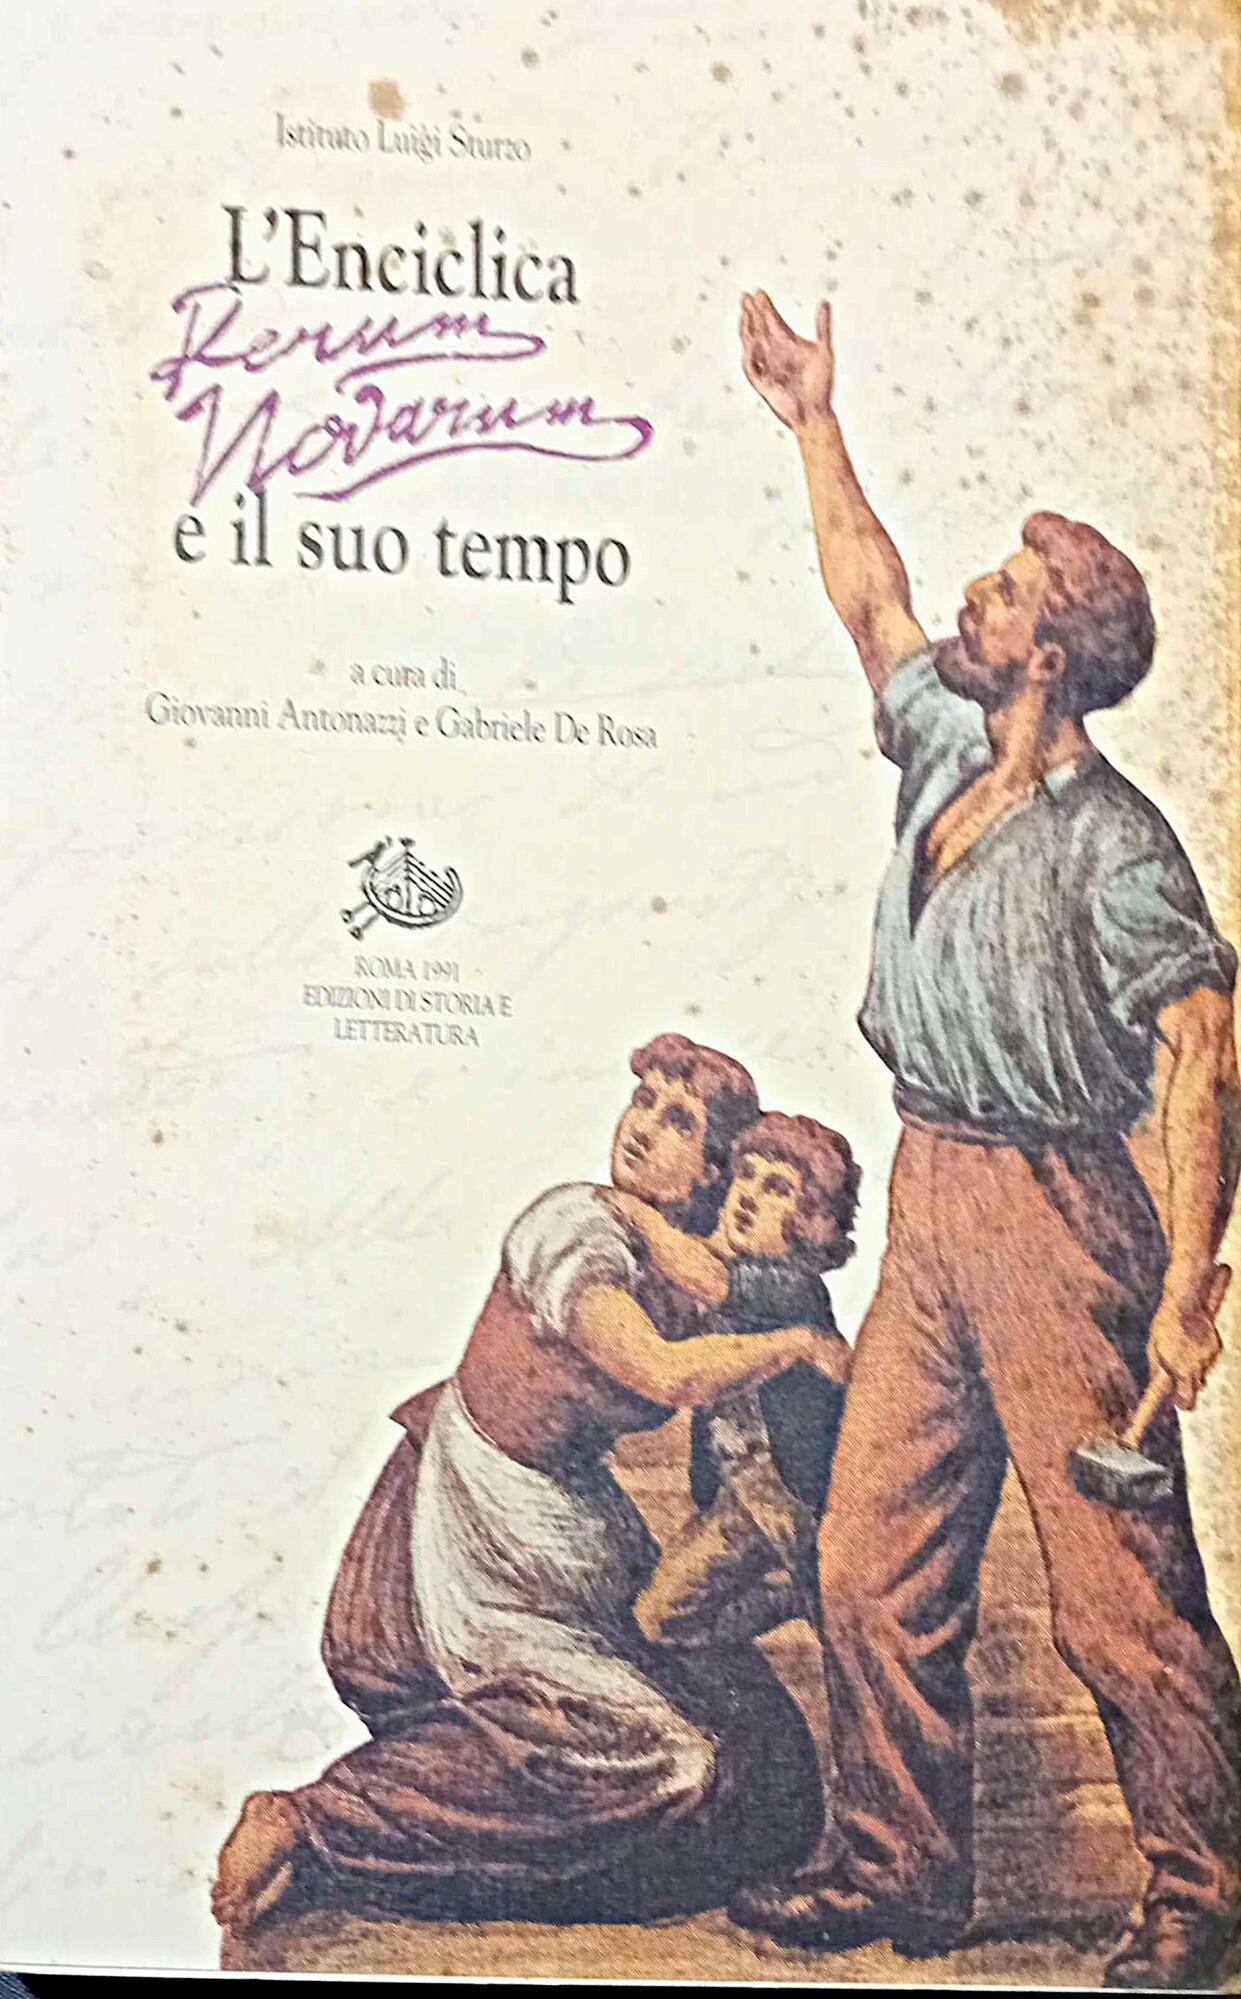 Istituto Luigi Sturzo
L'Enciclica
Rerum
Novarum
e il suo tempo
a cura di
Giovanni Antonazzi e Gabriele De Rosa
ROMA 1991
EDIZIONI DI STORIA E
LETTERATURA